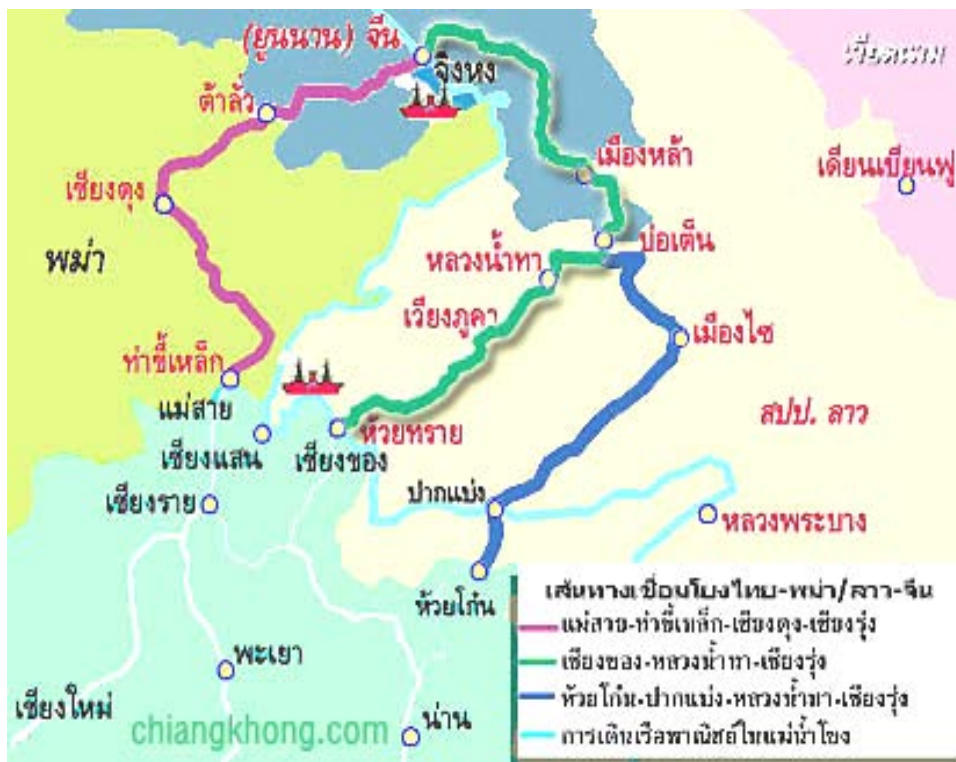 (ยูนนาน) จีน
เวียดนาม
จิงหง
ต้าลั่ว
เมืองหล้า
เดียนเบียนฟู
เชียงตุง
บ่อเต็น
พม่า
หลวงน้ำทา
เวียงภูคา
เมืองไซ
ท่าขี้เหล็ก
แม่สาย
สปป. ลาว
ห้วยทราย
เชียงแสน
เชียงของ
เชียงราย
ปากแบ่ง
หลวงพระบาง
ห้วยโก๋น
เส้นทางเชื่อมโยงไทย-พม่า/ลาว-จีน
แม่สาย-ท่าขี้เหล็ก-เชียงตุง-เชียงรุ่ง
เชียงของ-หลวงน้ำทา-เชียงรุ่ง
ห้วยโก๋น-ปากแบ่ง-หลวงน้ำทา-เชียงรุ่ง
การเดินเรือพาณิชย์ในแม่น้ำโขง
พะเยา
เชียงใหม่
น่าน
chiangkhong.com